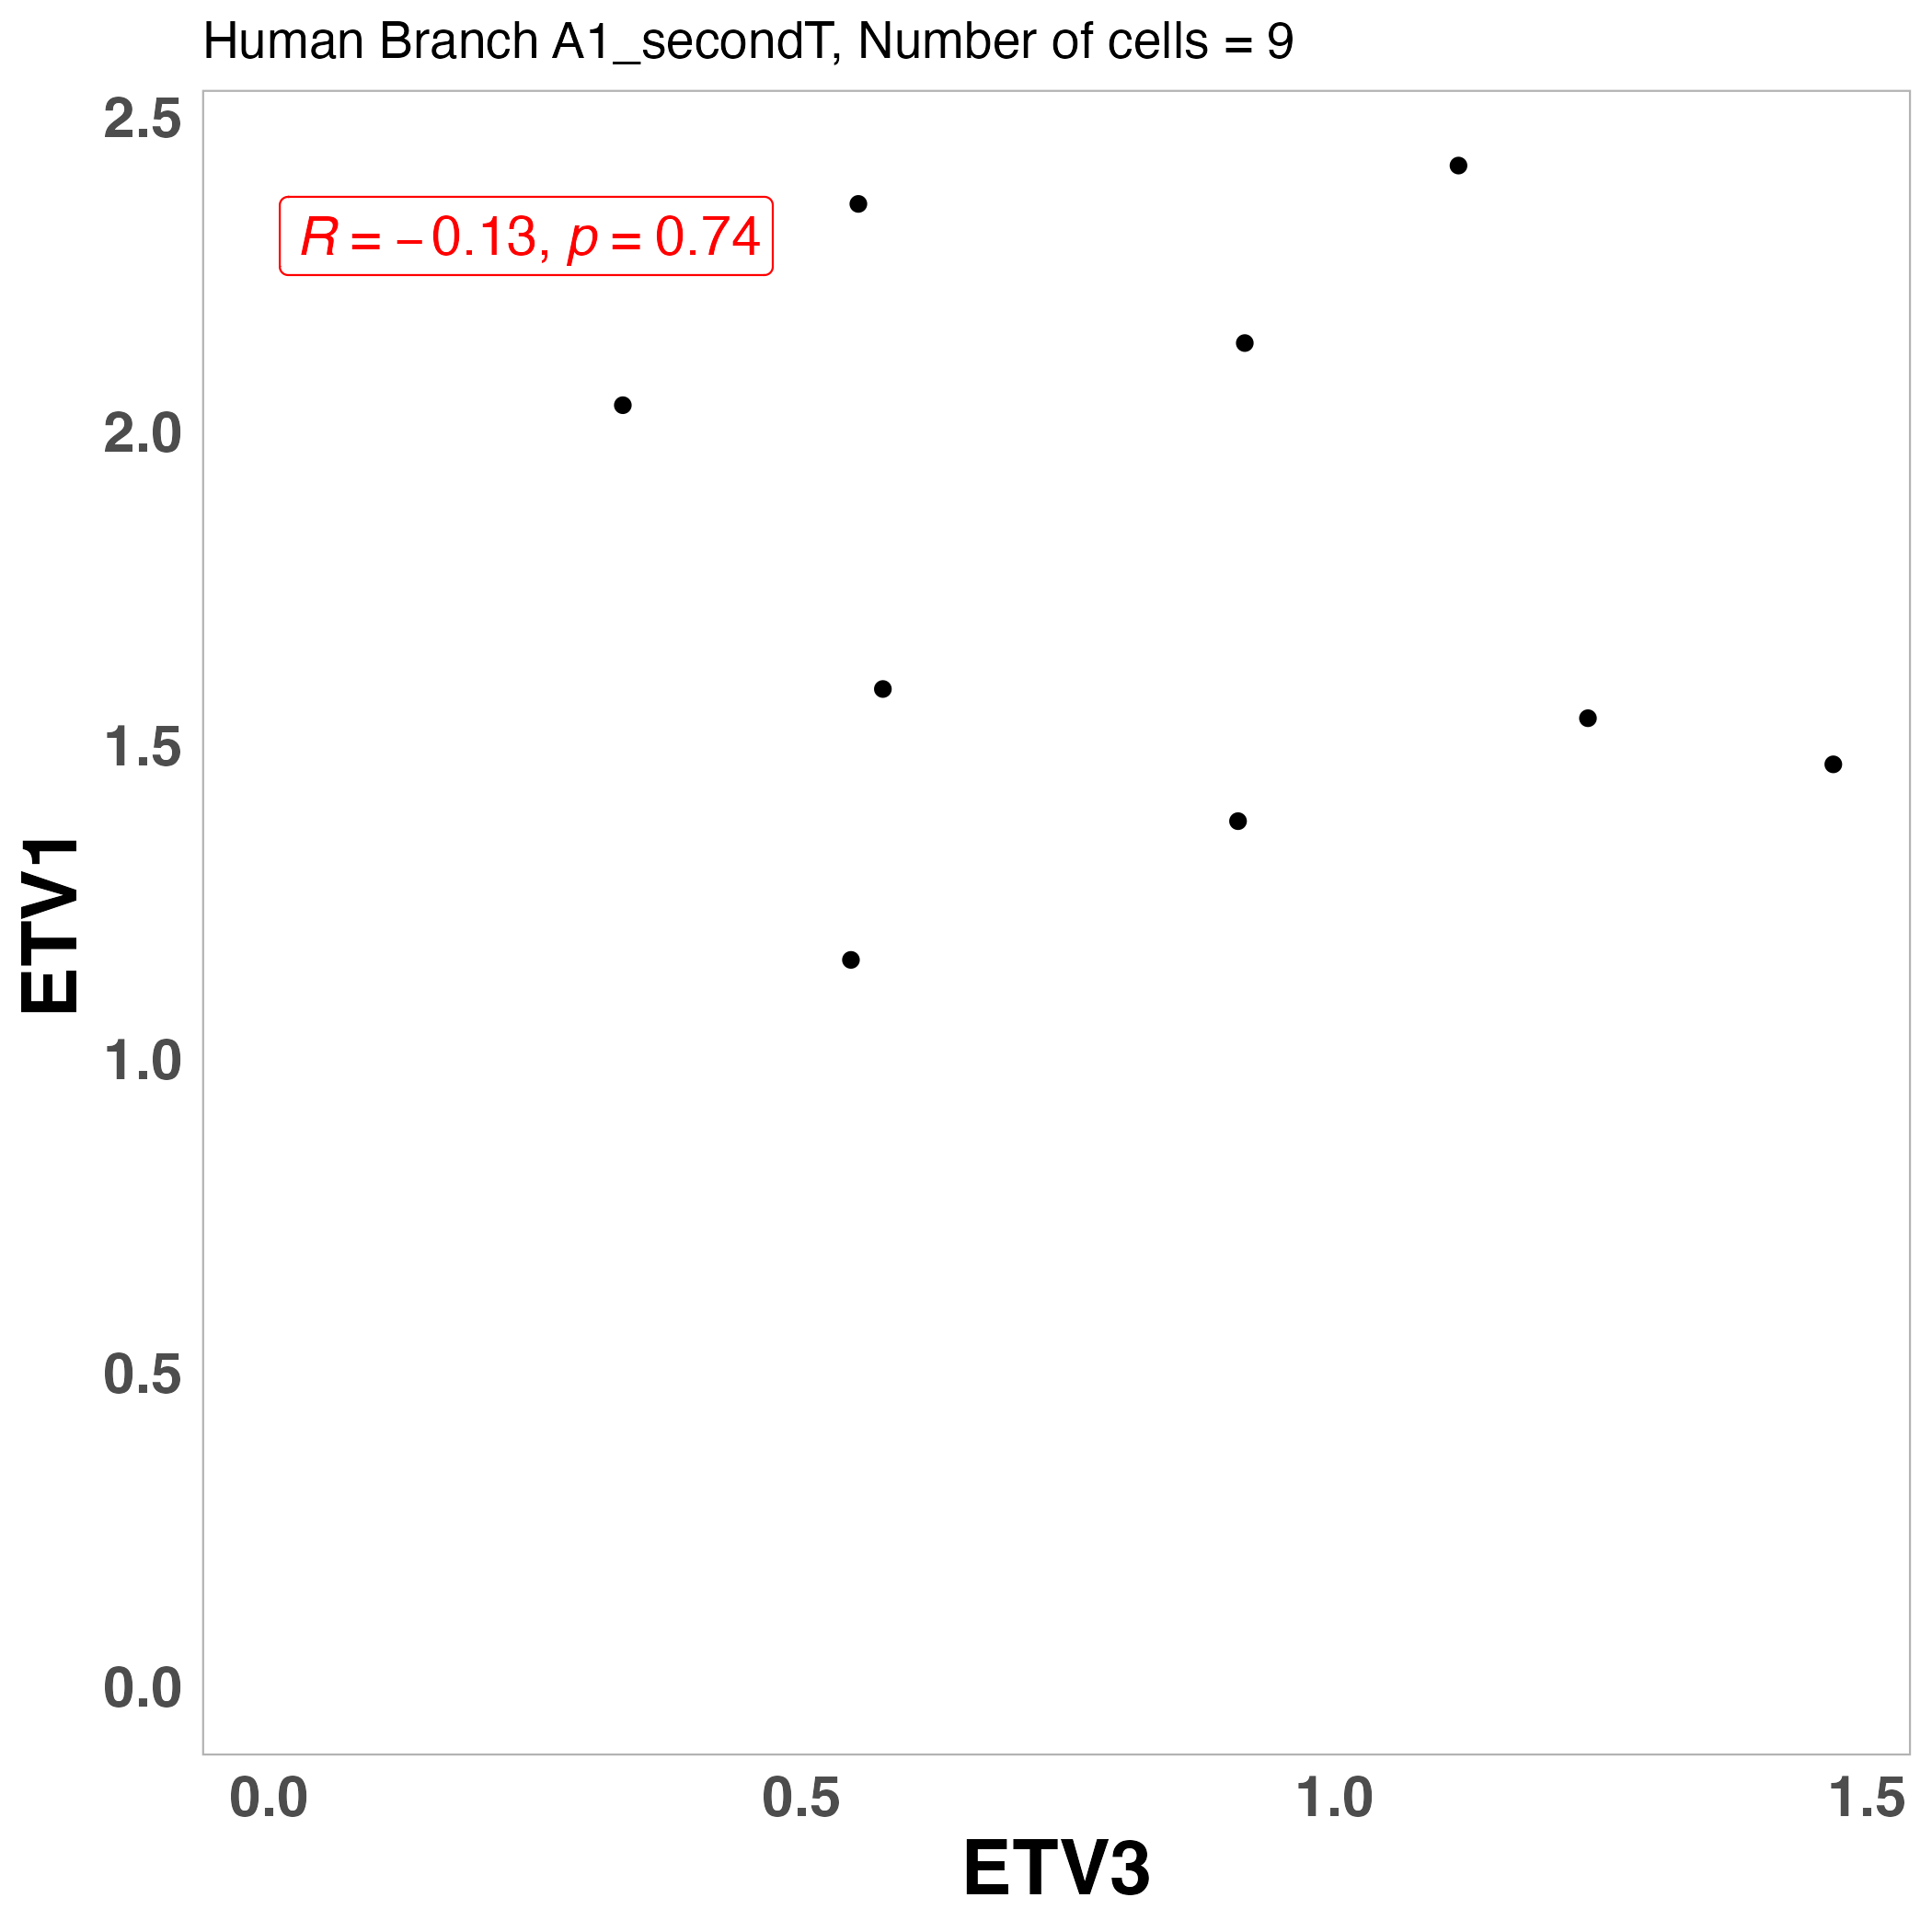 Human Branch A1_secondT, Number of cells = 9
2.5
R = −0.13, p = 0.74
2.0
1.5
ETV1
1.0
0.5
0.0
0.0 0.5 1.0 1.5
ETV3